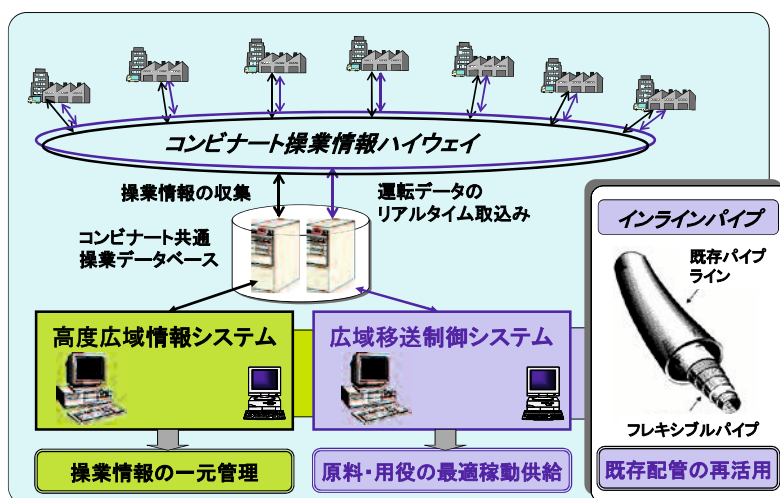 コンビナート操業情報ハイウェイ
操業情報の収集
運転データの
リアルタイム取込み
コンビナート共通
操業データベース
高度広域情報システム
広域移送制御システム
操業情報の一元管理
原料・用役の最適稼動供給
インラインパイプ
既存パイプ
ライン
フレキシブルパイプ
既存配管の再活用